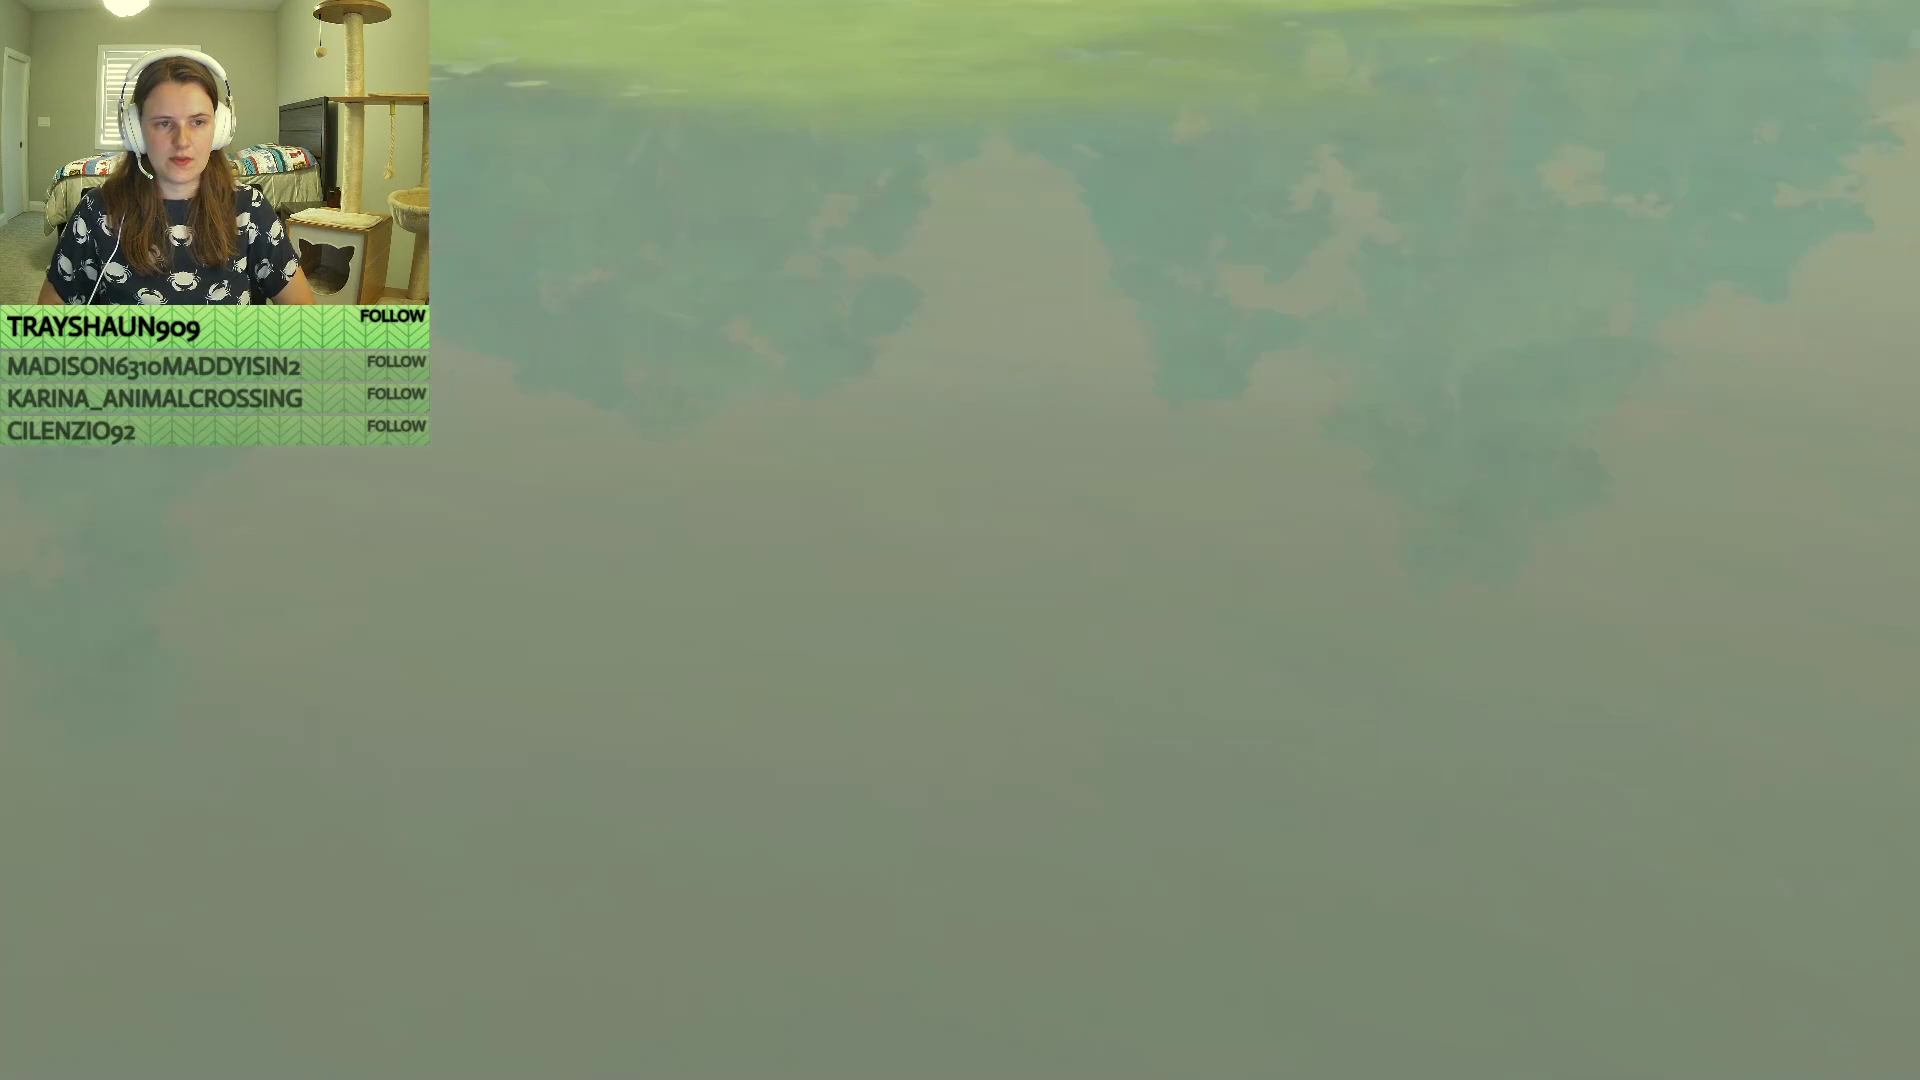 TRAYSHAUN909 FOLLOW
MADISON6310MADDYISIN2 FOLLOW
KARINA_ANIMALCROSSING FOLLOW
CILENZIO92 FOLLOW